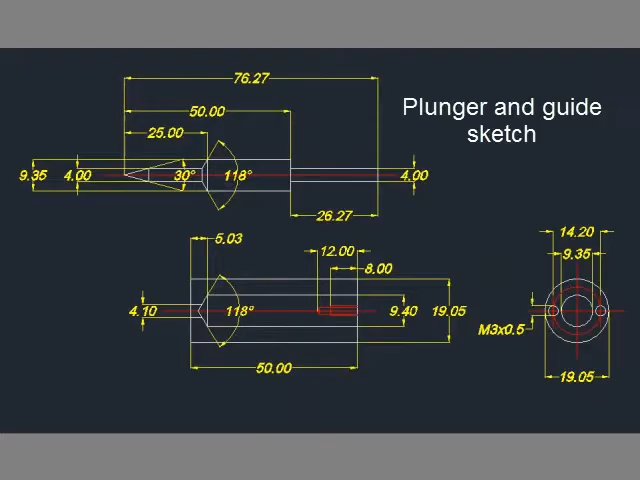 76.27
Plunger and guide
sketch
50.00
25.00
9.35 4.00 30° 118° 4.00
26.27
5.03
12.00
8.00
14.20
9.35
4.10 118° 9.40 19.05
M3x0.5
50.00
19.05